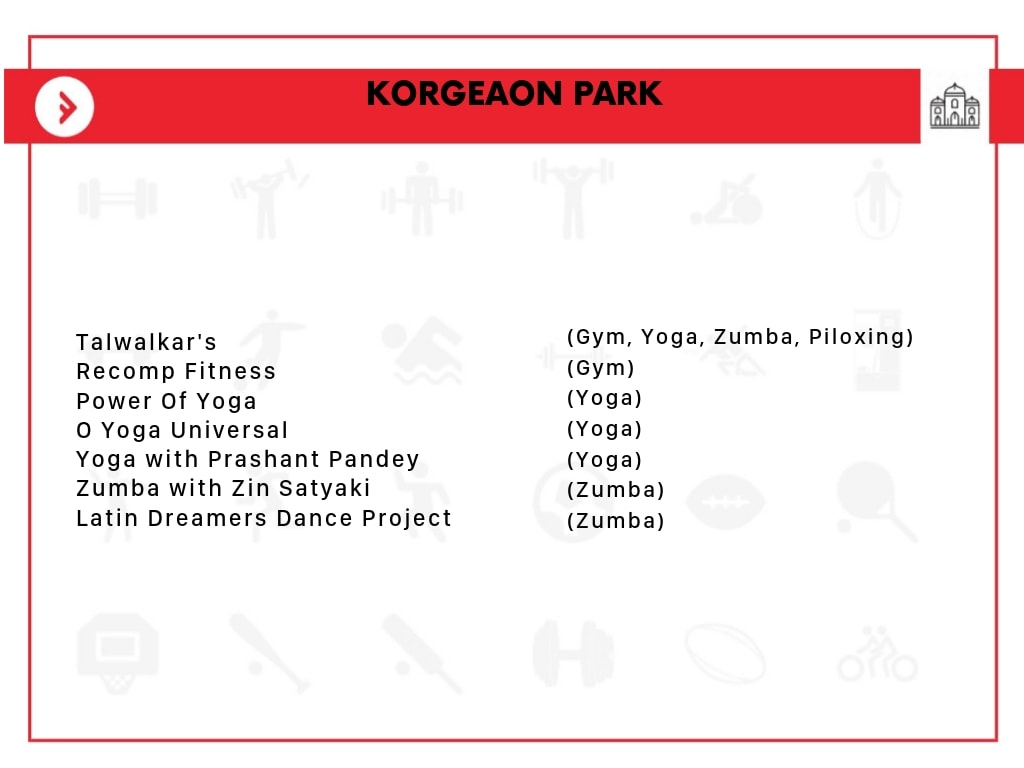 KORGEAON PARK
Talwalkar's (Gym, Yoga, Zumba, Piloxing)
Recomp Fitness (Gym)
Power Of Yoga (Yoga)
O Yoga Universal (Yoga)
Yoga with Prashant Pandey (Yoga)
Zumba with Zin Satyaki (Zumba)
Latin Dreamers Dance Project (Zumba)